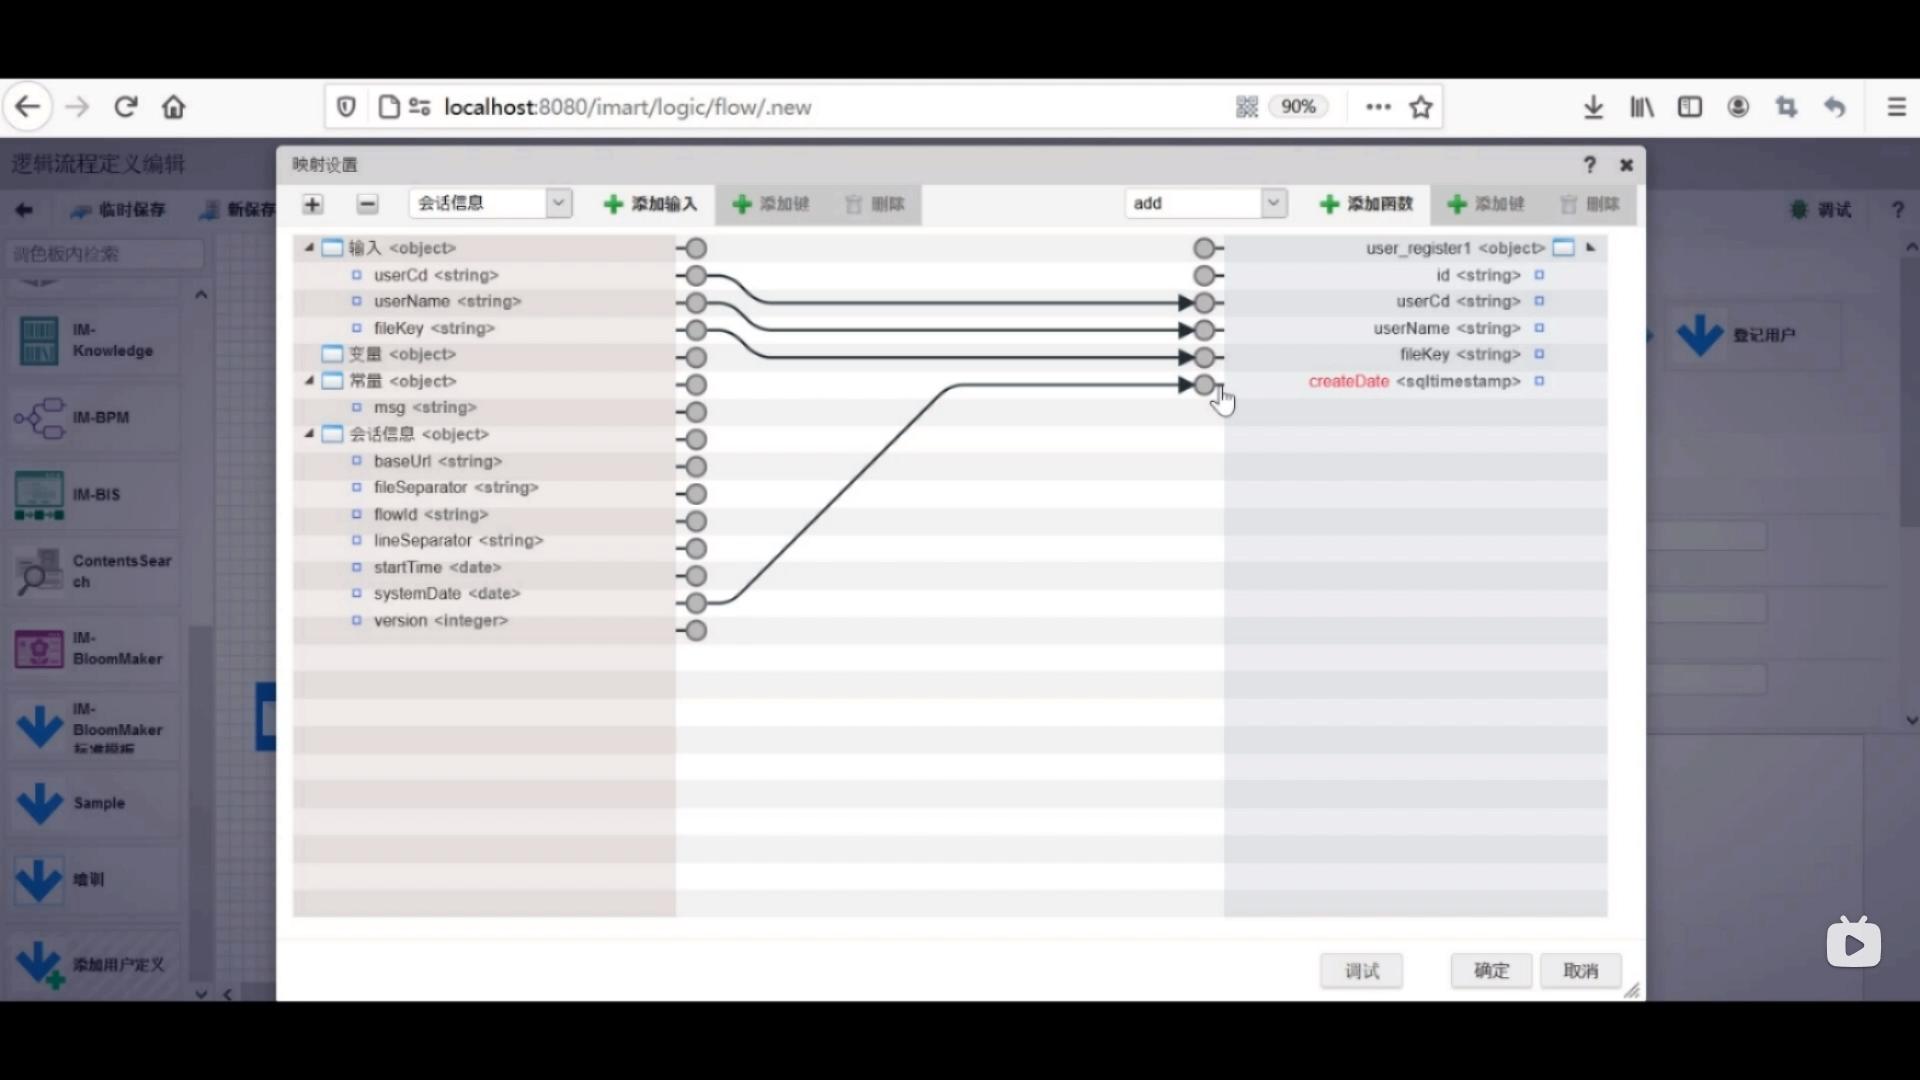 localhost:8080/imart/logic/flow/.new
90%
逻辑流程定义编辑
临时保存
新保存
调试
?
调色板内检索
IM-
Knowledge
IM-BPM
IM-BIS
ContentsSear
ch
IM-
BloomMaker
IM-
BloomMaker
标准模板
Sample
培训
添加用户定义
登记用户
映射设置
?
会话信息
添加输入
添加键
删除
add
添加函数
添加键
删除
输入 <object>
userCd <string>
userName <string>
fileKey <string>
变量 <object>
常量 <object>
msg <string>
会话信息 <object>
baseUrl <string>
fileSeparator <string>
flowId <string>
lineSeparator <string>
startTime <date>
systemDate <date>
version <integer>
user_register1 <object>
id <string>
userCd <string>
userName <string>
fileKey <string>
createDate <sqltimestamp>
调试
确定
取消